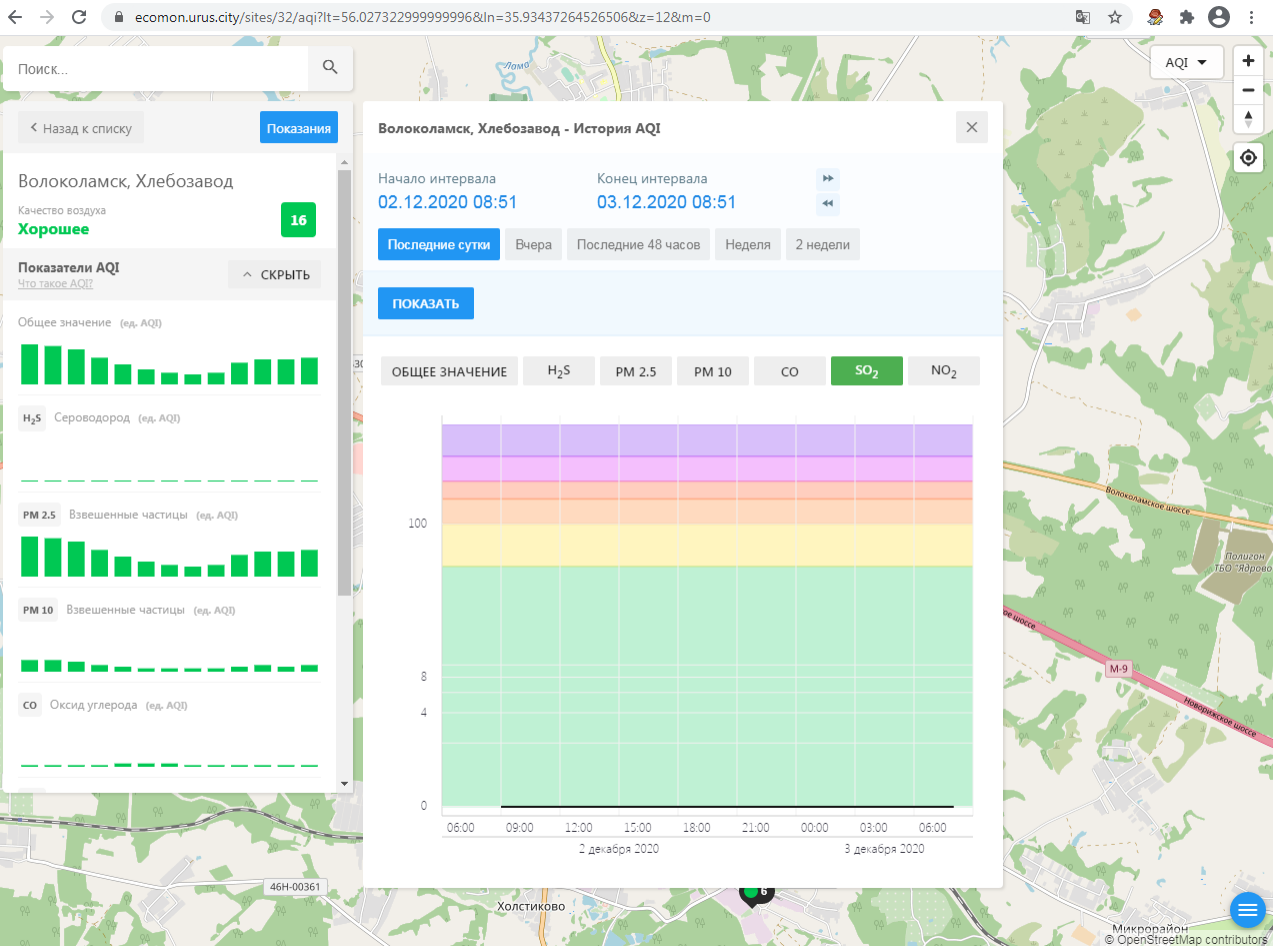 ecomon.urus.city/sites/32/aqi?lt=56.027322999999996&ln=35.93437264526506&z=12&m=0
Поиск...
AQI
Назад к списку
Показания
Волоколамск, Хлебозавод
Качество воздуха
Хорошее
16
Показатели AQI
Что такое AQI?
СКРЫТЬ
Общее значение (ед. AQI)
H2S Сероводород (ед. AQI)
PM 2.5 Взвешенные частицы (ед. AQI)
PM 10 Взвешенные частицы (ед. AQI)
CO Оксид углерода (ед. AQI)
Волоколамск, Хлебозавод - История AQI
Начало интервала
02.12.2020 08:51
Конец интервала
03.12.2020 08:51
Последние сутки
Вчера
Последние 48 часов
Неделя
2 недели
ПОКАЗАТЬ
ОБЩЕЕ ЗНАЧЕНИЕ
H2S
PM 2.5
PM 10
CO
SO2
NO2
100
8
4
0
06:00 09:00 12:00 15:00 18:00 21:00 00:00 03:00 06:00
2 декабря 2020 3 декабря 2020
Лама
Волоколамское шоссе
Полигон
ТБО "Ядрово
кое шоссе
М-9
Новорижское шоссе
46Н-00361
Холстиково
6
Микрорайон
© OpenStreetMap contributors